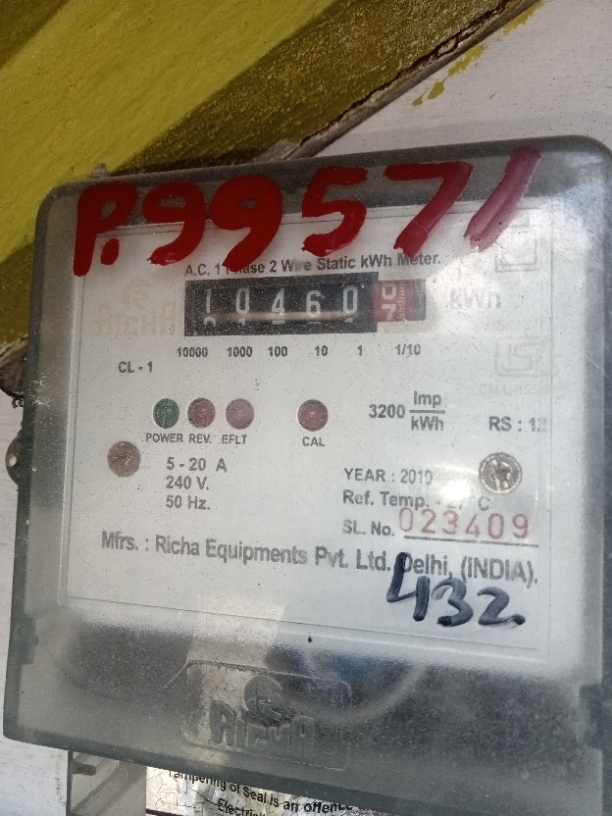 P.99571
A.C. 1 Phase 2 Wire Static kWh Meter.
RICHA
10460 kWh
10000 1000 100 10 1 1/10
CL - 1
3200 Imp/kWh
RS : 12
POWER REV. EFLT CAL
5 - 20 A
240 V.
50 Hz.
YEAR : 2010
Ref. Temp. - 27°C
SL. No. 023409
Mfrs. : Richa Equipments Pvt. Ltd. Delhi, (INDIA).
432
RICHA
Tampering of Seal is an offence